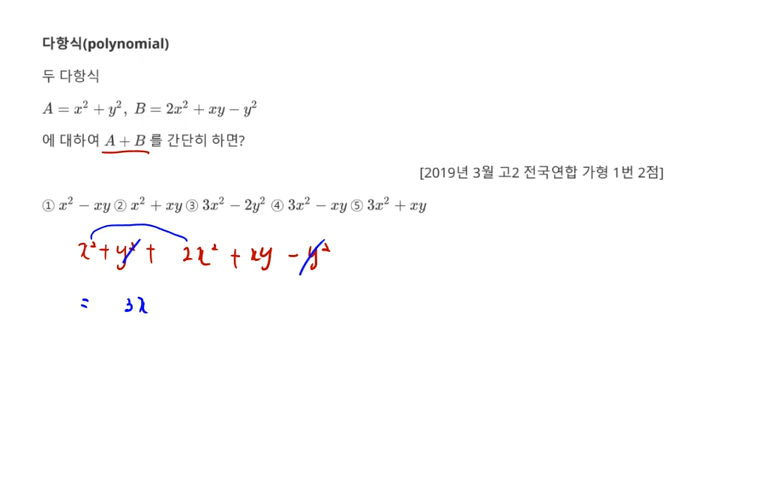 다항식(polynomial)
두 다항식
A = x² + y², B = 2x² + xy − y²
에 대하여 A + B 를 간단히 하면?
[2019년 3월 고2 전국연합 가형 1번 2점]
① x² − xy ② x² + xy ③ 3x² − 2y² ④ 3x² − xy ⑤ 3x² + xy
x² + y² + 2x² + xy − y²
= 3x